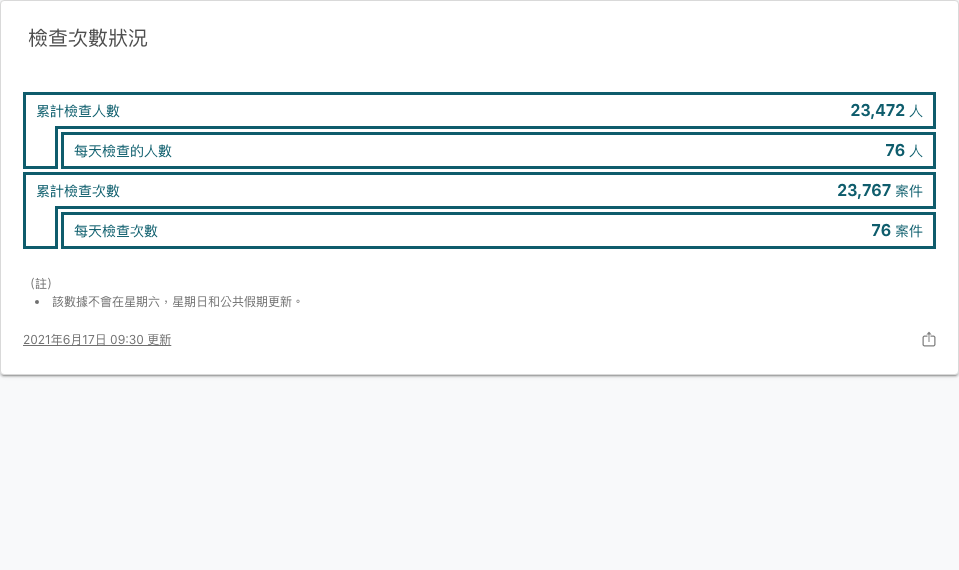 檢查次數狀況
累計檢查人數 23,472 人
每天檢查的人數 76 人
累計檢查次數 23,767 案件
每天檢查次數 76 案件
（註）
• 該數據不會在星期六，星期日和公共假期更新。
2021年6月17日 09:30 更新